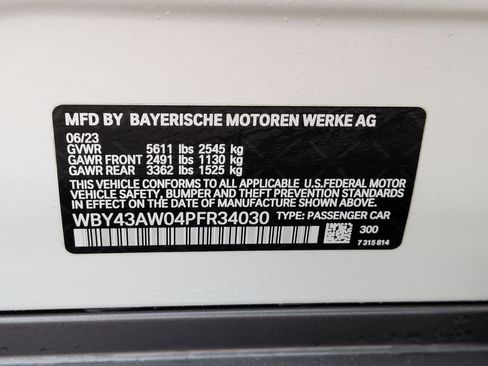 MFD BY BAYERISCHE MOTOREN WERKE AG
06/23
GVWR 5611 lbs 2545 kg
GAWR FRONT 2491 lbs 1130 kg
GAWR REAR 3362 lbs 1525 kg
THIS VEHICLE CONFORMS TO ALL APPLICABLE U.S.FEDERAL MOTOR
VEHICLE SAFETY, BUMPER, AND THEFT PREVENTION STANDARDS
IN EFFECT ON THE DATE OF MANUFACTURE SHOWN ABOVE.
WBY43AW04PFR34030 TYPE: PASSENGER CAR
300
7 315 814